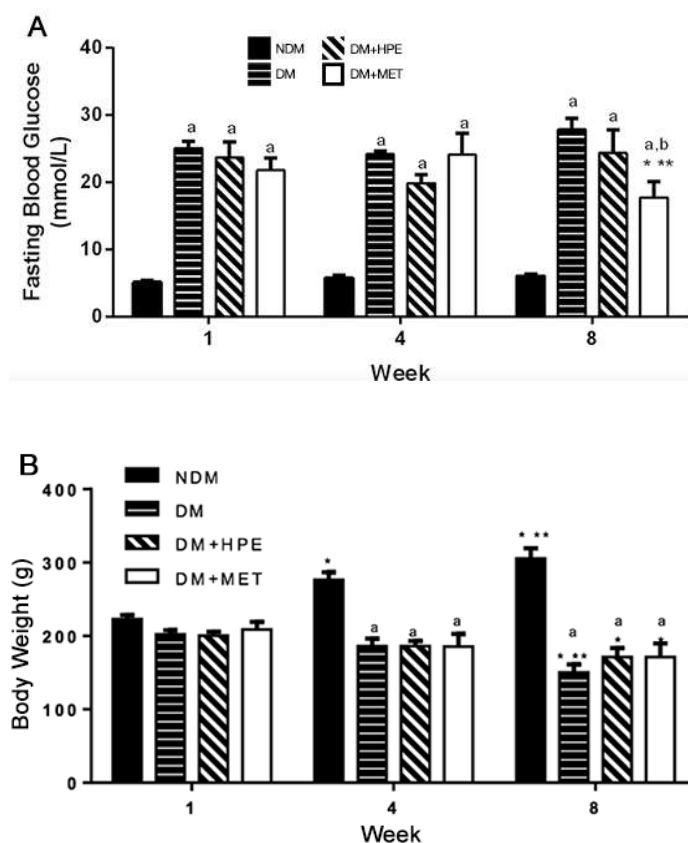 A
NDM DM+HPE
DM DM+MET
Fasting Blood Glucose
(mmol/L)
40
30
20
10
0
a a a
a a a
a a a,b
* **
1 4 8
Week
B
NDM
DM
DM+HPE
DM+MET
Body Weight (g)
400
300
200
100
0
*
* **
a a a
a a a
* ** * *
1 4 8
Week